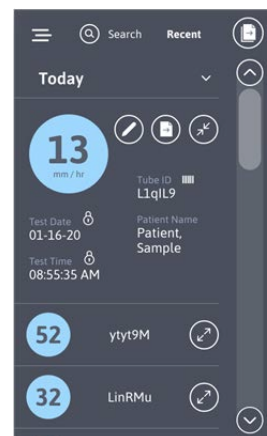 Search Recent
Today
13
mm / hr
Tube ID
L1qIL9
Test Date
01-16-20
Patient Name
Patient,
Sample
Test Time
08:55:35 AM
52 ytyt9M
32 LinRMu